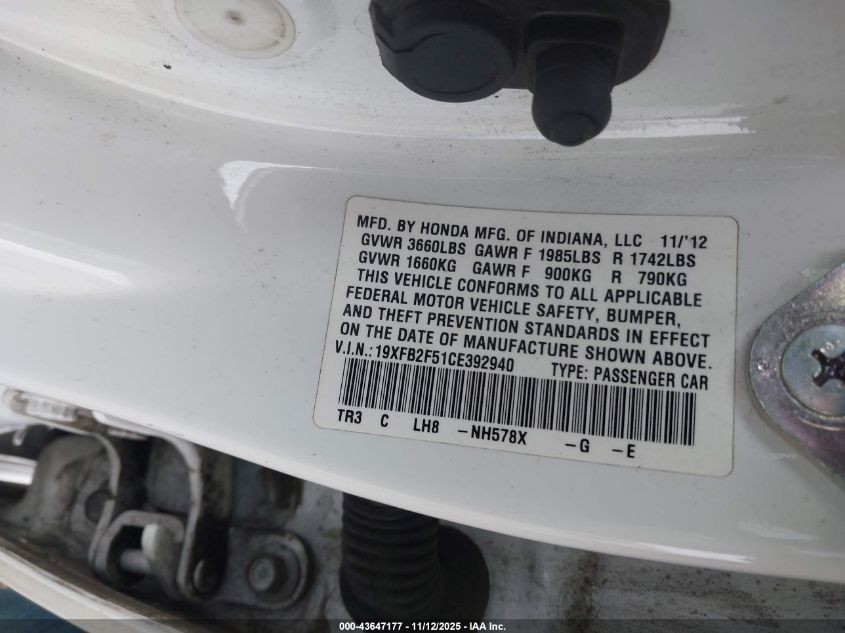 MFD. BY HONDA MFG. OF INDIANA, LLC 11/'12
GVWR 3660LBS GAWR F 1985LBS R 1742LBS
GVWR 1660KG GAWR F 900KG R 790KG
THIS VEHICLE CONFORMS TO ALL APPLICABLE
FEDERAL MOTOR VEHICLE SAFETY, BUMPER,
AND THEFT PREVENTION STANDARDS IN EFFECT
ON THE DATE OF MANUFACTURE SHOWN ABOVE.
V.I.N.:19XFB2F51CE392940 TYPE: PASSENGER CAR
TR3 C LH8 -NH578X -G -E
000-43647177 - 11/12/2025 - IAA Inc.